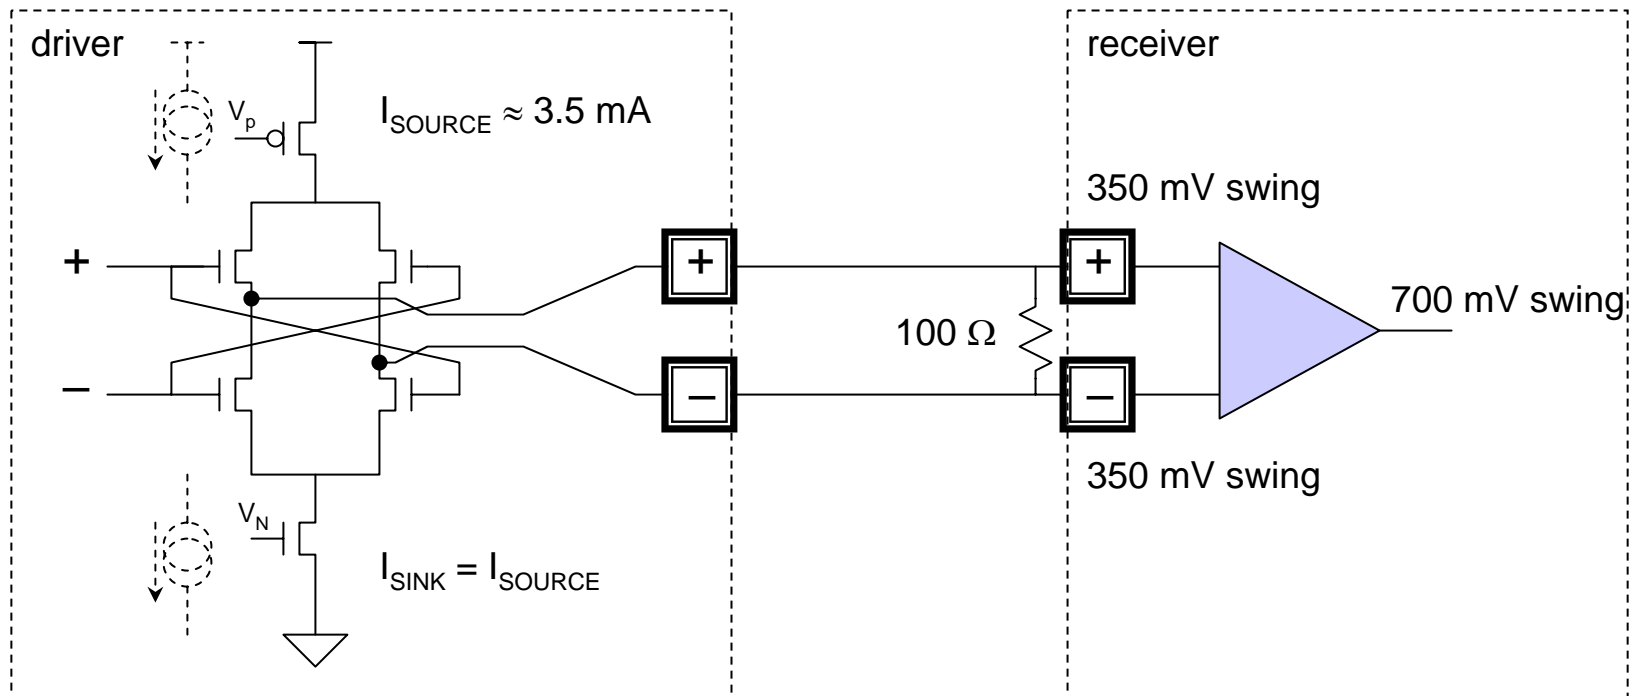 driver
receiver
V_p
I_SOURCE ≈ 3.5 mA
350 mV swing
+
+
+
700 mV swing
100 Ω
−
−
−
350 mV swing
V_N
I_SINK = I_SOURCE